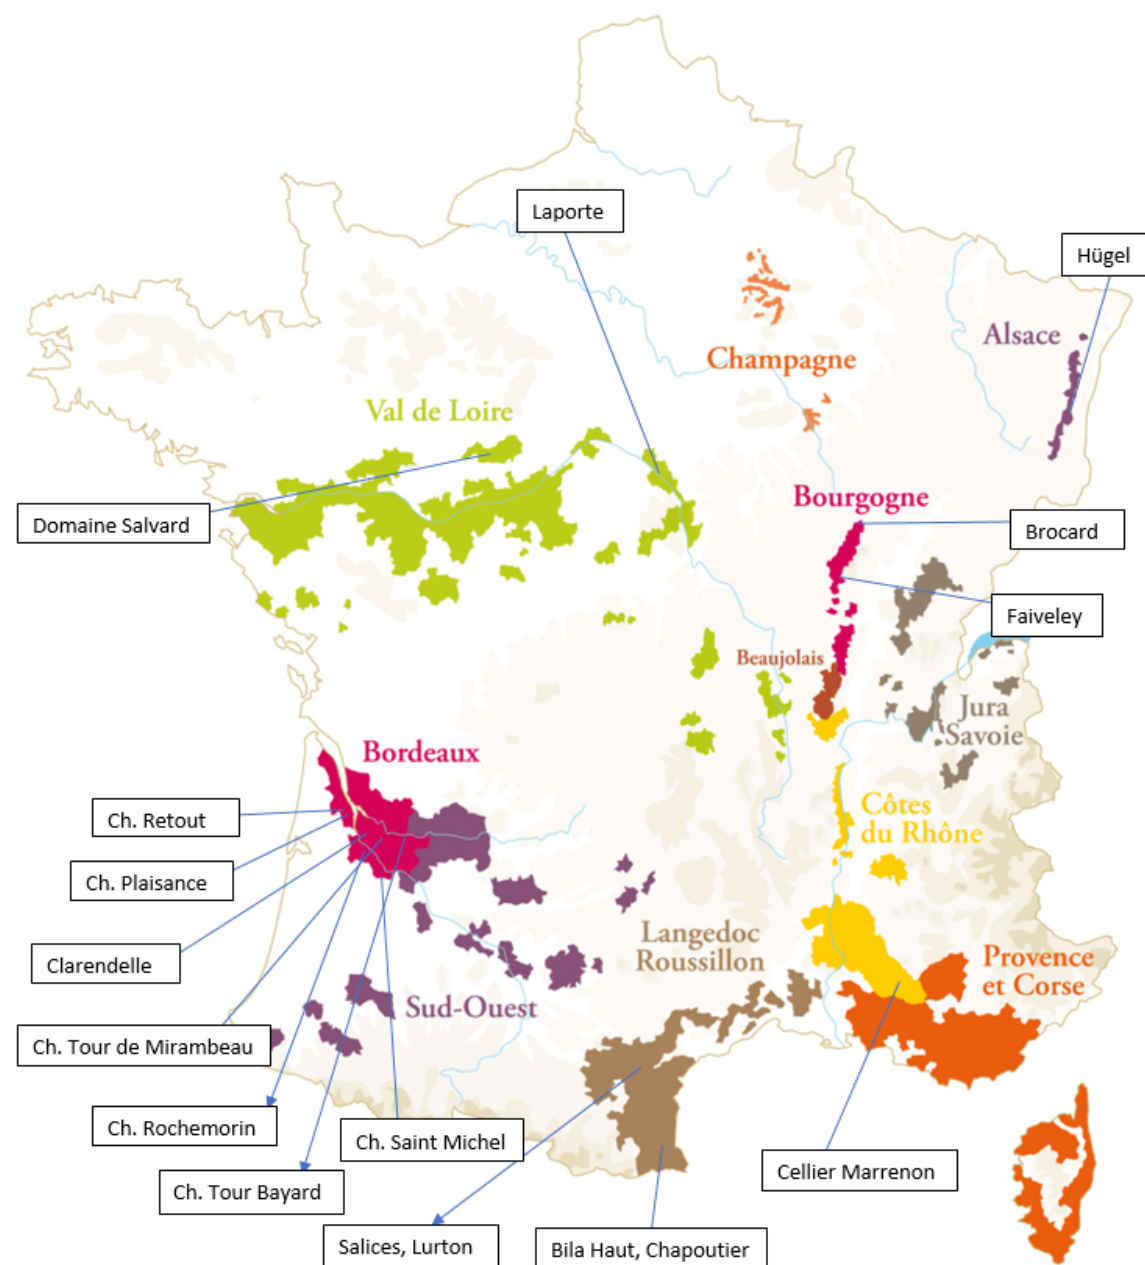 Laporte
Hügel
Alsace
Champagne
Val de Loire
Bourgogne
Domaine Salvard
Brocard
Faiveley
Beaujolais
Jura
Savoie
Bordeaux
Ch. Retout
Côtes
du Rhône
Ch. Plaisance
Langedoc
Roussillon
Clarendelle
Provence
et Corse
Sud-Ouest
Ch. Tour de Mirambeau
Ch. Rochemorin
Ch. Saint Michel
Cellier Marrenon
Ch. Tour Bayard
Salices, Lurton
Bila Haut, Chapoutier